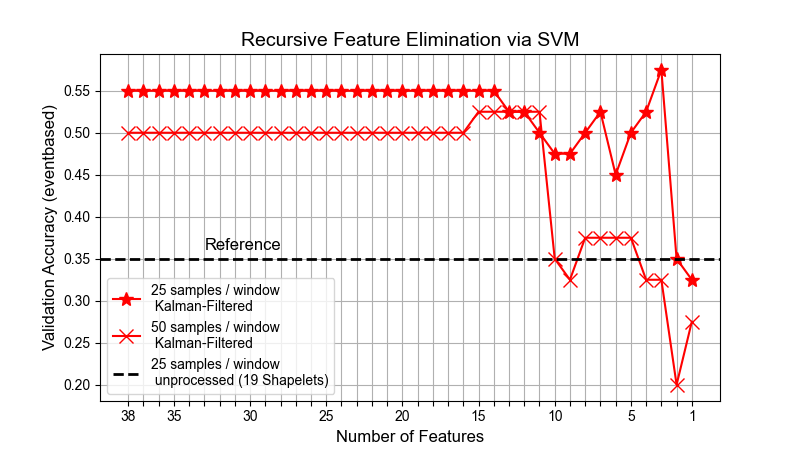 Recursive Feature Elimination via SVM
Validation Accuracy (eventbased)
0.55
0.50
0.45
0.40
0.35
0.30
0.25
0.20
Reference
25 samples / window
Kalman-Filtered
50 samples / window
Kalman-Filtered
25 samples / window
unprocessed (19 Shapelets)
38 35 30 25 20 15 10 5 1
Number of Features